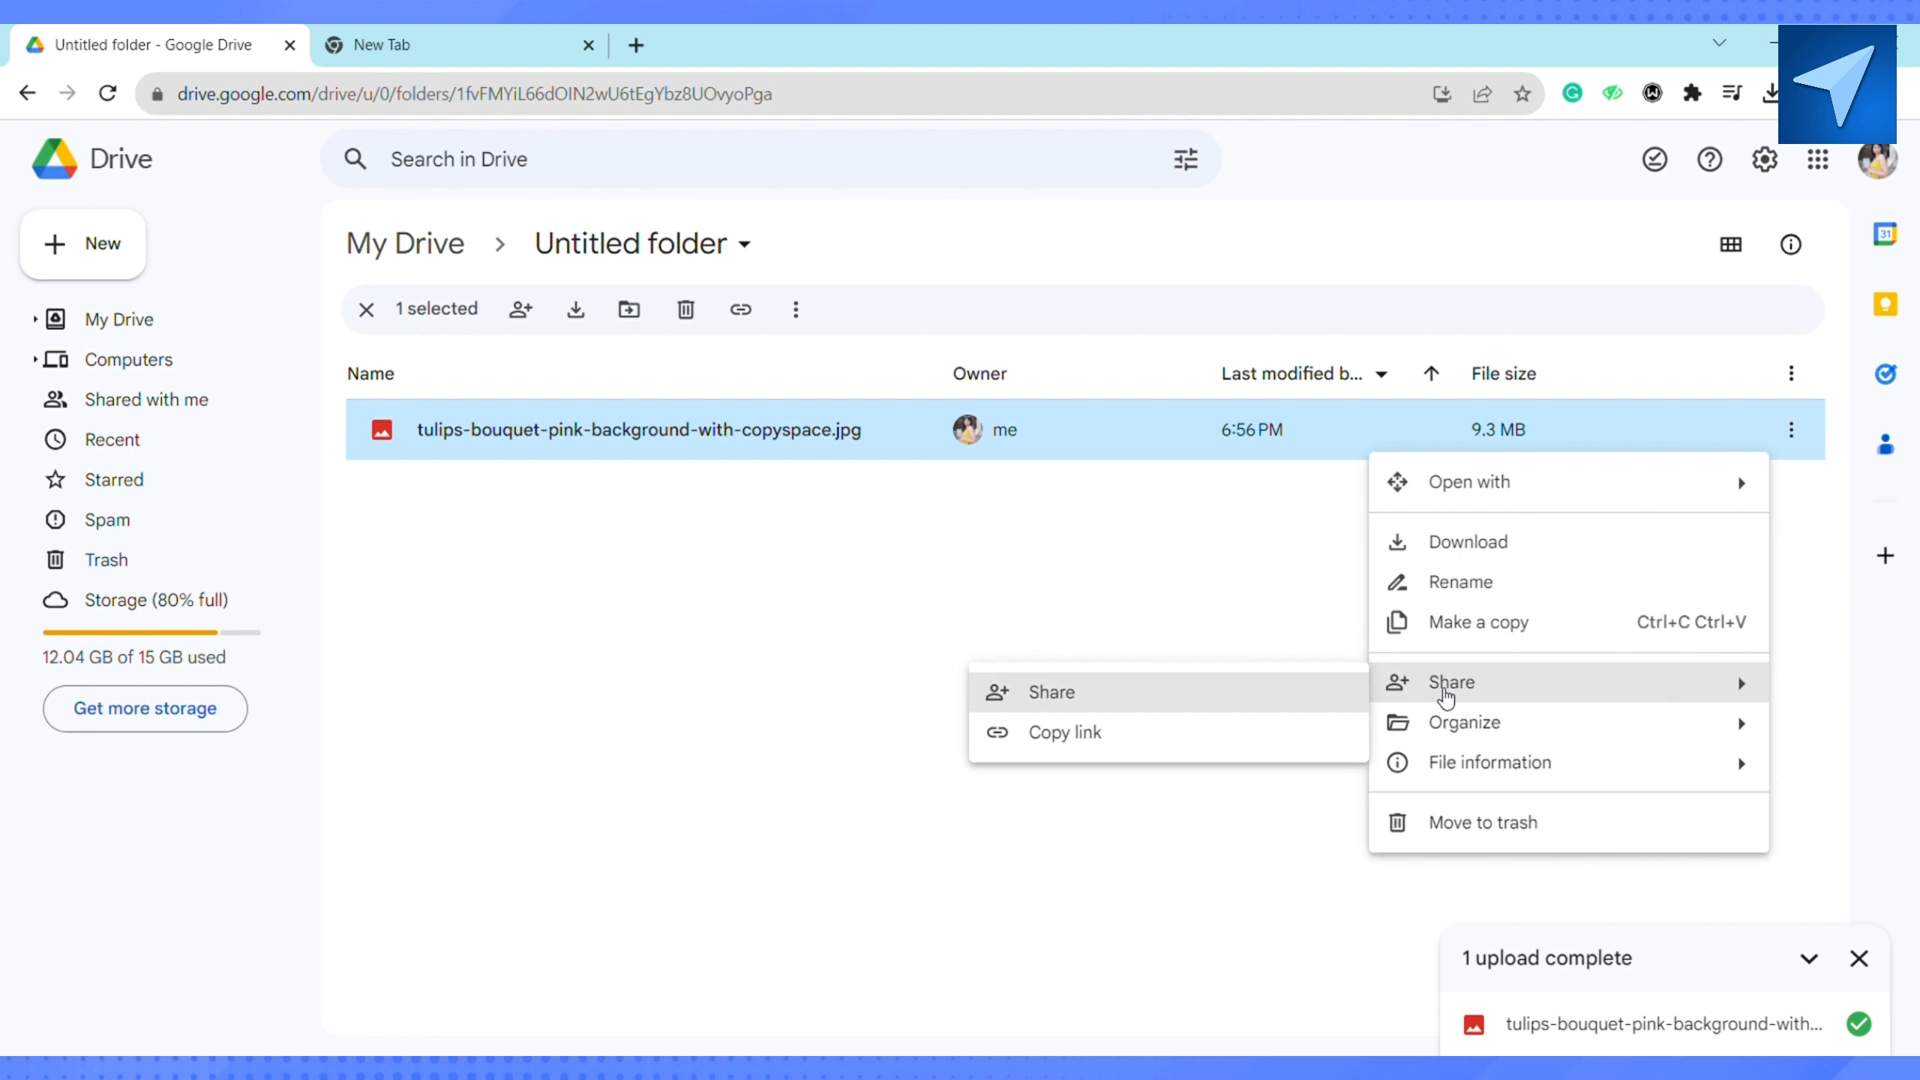 Untitled folder - Google Drive
New Tab
drive.google.com/drive/u/0/folders/1fvFMYiL66dOIN2wU6tEgYbz8UOvyoPga
Drive
Search in Drive
New
My Drive > Untitled folder
1 selected
Name Owner Last modified b... File size
tulips-bouquet-pink-background-with-copyspace.jpg me 6:56 PM 9.3 MB
My Drive
Computers
Shared with me
Recent
Starred
Spam
Trash
Storage (80% full)
12.04 GB of 15 GB used
Get more storage
Open with
Download
Rename
Make a copy Ctrl+C Ctrl+V
Share
Organize
File information
Move to trash
Share
Copy link
31
1 upload complete
tulips-bouquet-pink-background-with...